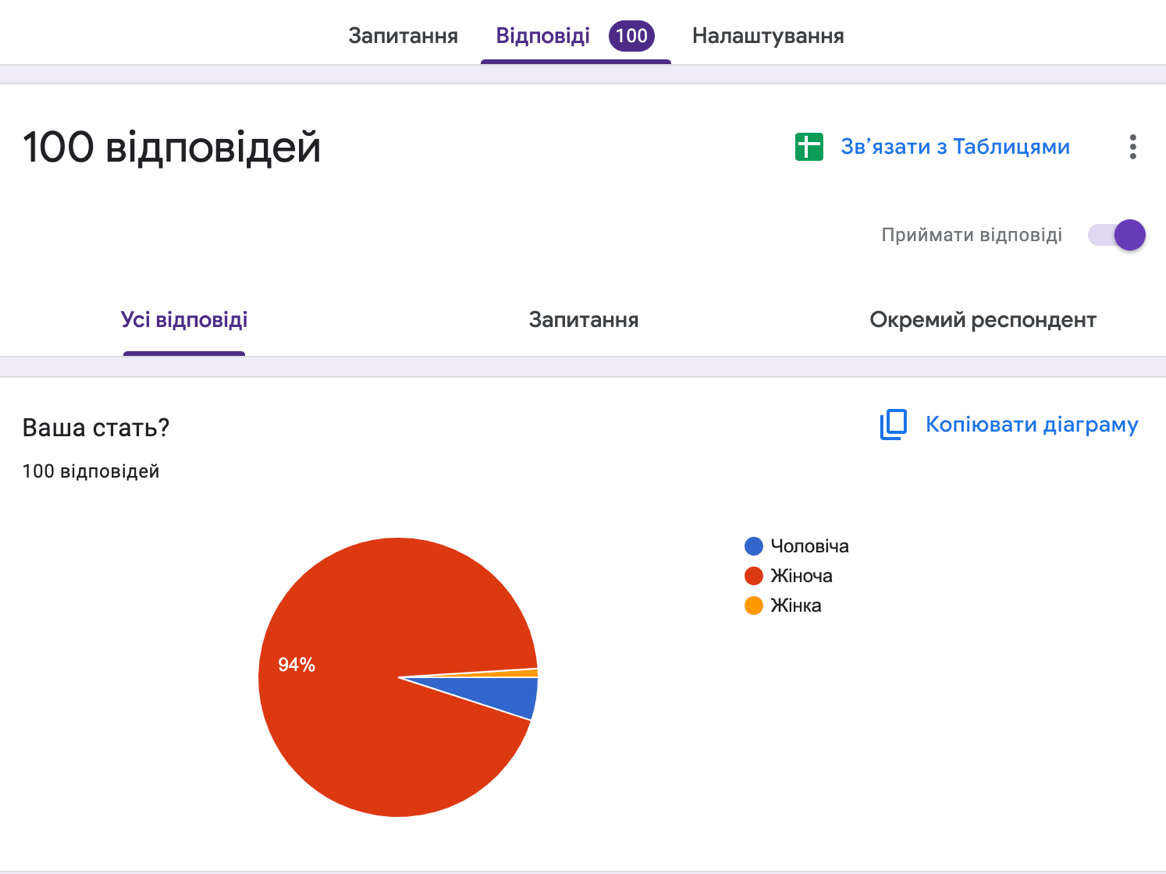 Запитання Відповіді 100 Налаштування
100 відповідей
Зв’язати з Таблицями
Приймати відповіді
Усі відповіді Запитання Окремий респондент
Ваша стать?
Копіювати діаграму
100 відповідей
Чоловіча
Жіноча
Жінка
94%